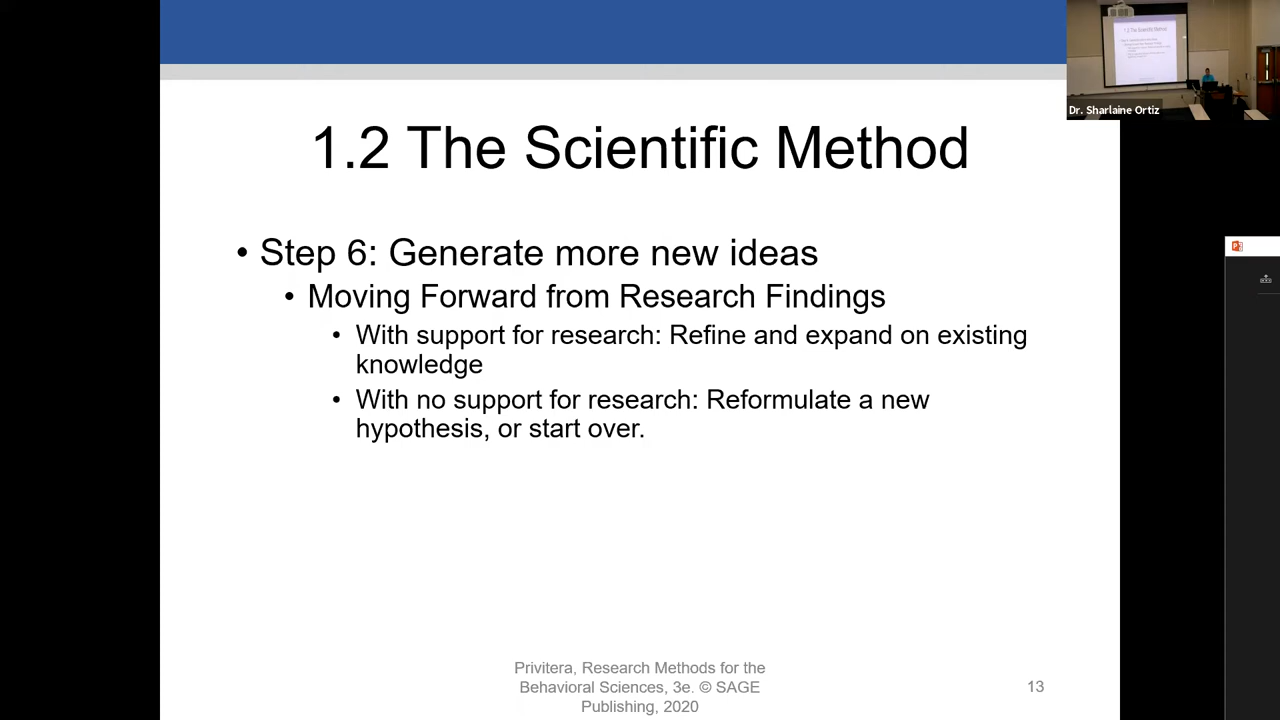 1.2 The Scientific Method
Dr. Sharlaine Ortiz
• Step 6: Generate more new ideas
• Moving Forward from Research Findings
• With support for research: Refine and expand on existing
knowledge
• With no support for research: Reformulate a new
hypothesis, or start over.
Privitera, Research Methods for the
Behavioral Sciences, 3e. © SAGE
Publishing, 2020
13